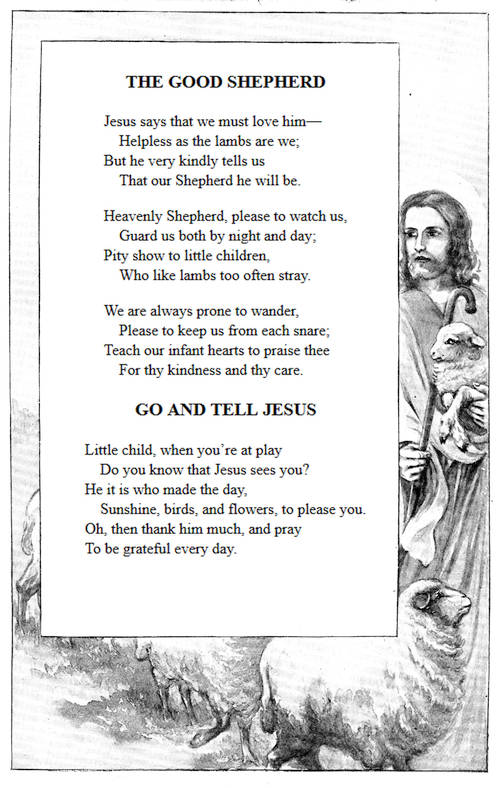 THE GOOD SHEPHERD
Jesus says that we must love him—
Helpless as the lambs are we;
But he very kindly tells us
That our Shepherd he will be.
Heavenly Shepherd, please to watch us,
Guard us both by night and day;
Pity show to little children,
Who like lambs too often stray.
We are always prone to wander,
Please to keep us from each snare;
Teach our infant hearts to praise thee
For thy kindness and thy care.
GO AND TELL JESUS
Little child, when you’re at play
Do you know that Jesus sees you?
He it is who made the day,
Sunshine, birds, and flowers, to please you.
Oh, then thank him much, and pray
To be grateful every day.